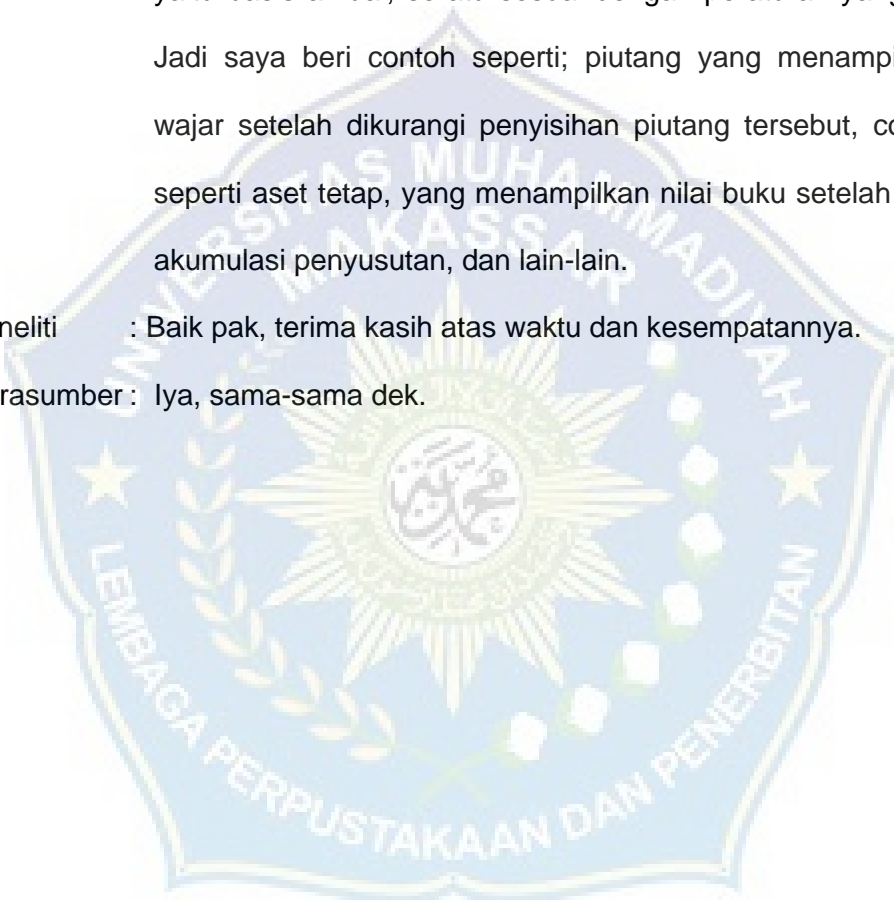 Jadi saya beri contoh seperti; piutang yang menampi
wajar setelah dikurangi penyisihan piutang tersebut, co
seperti aset tetap, yang menampilkan nilai buku setelah
akumulasi penyusutan, dan lain-lain.
neliti : Baik pak, terima kasih atas waktu dan kesempatannya.
rasumber : Iya, sama-sama dek.
UNIVERSITAS MUHAMMADIYAH
MAKASSAR
LEMBAGA PERPUSTAKAAN DAN PENERBITAN